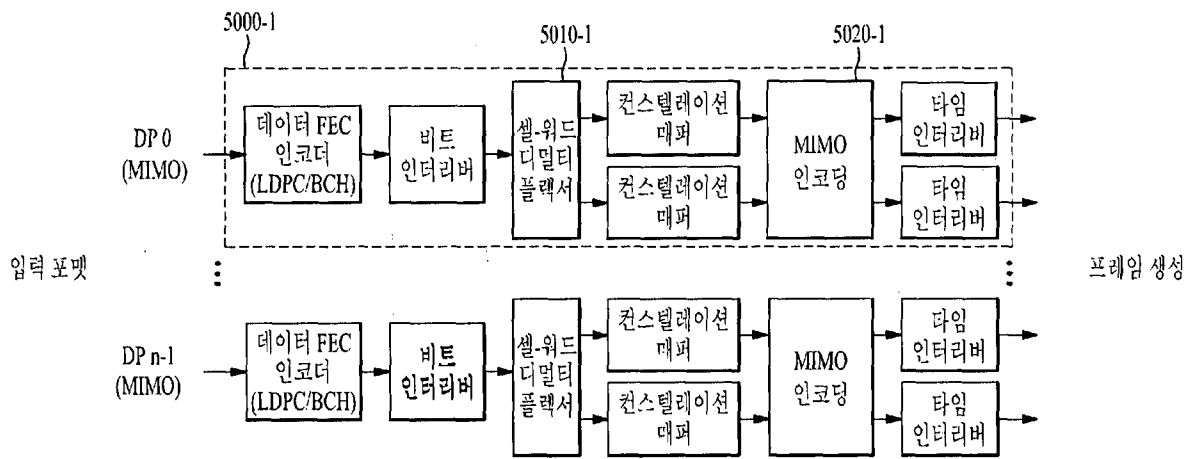 5000-1
5010-1
5020-1
DP 0
(MIMO)
데이터 FEC
인코더
(LDPC/BCH)
비트
인터리버
셀-워드
디멀티
플랙서
컨스텔레이션
매퍼
컨스텔레이션
매퍼
MIMO
인코딩
타임
인터리버
타임
인터리버
입력 포맷
프레임 생성
DP n-1
(MIMO)
데이터 FEC
인코더
(LDPC/BCH)
비트
인터리버
셀-워드
디멀티
플랙서
컨스텔레이션
매퍼
컨스텔레이션
매퍼
MIMO
인코딩
타임
인터리버
타임
인터리버